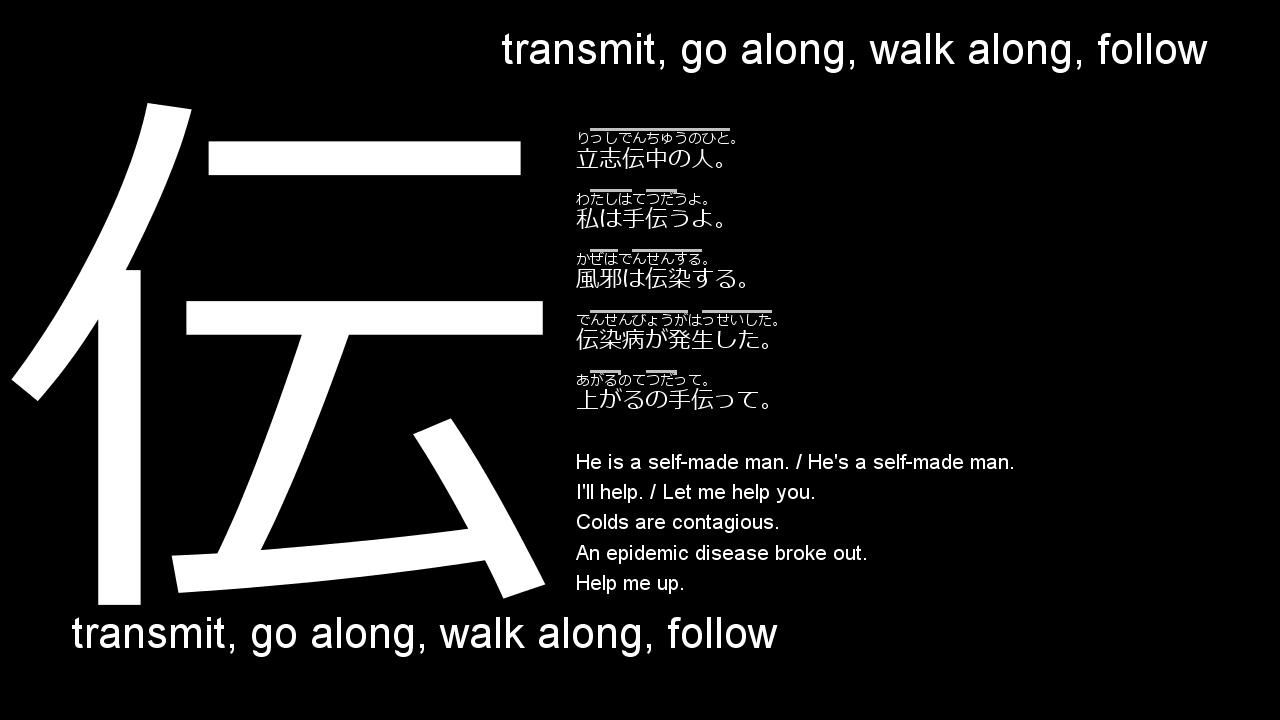 transmit, go along, walk along, follow
伝
りっしでんちゅうのひと。
立志伝中の人。
わたしはてつだうよ。
私は手伝うよ。
かぜはでんせんする。
風邪は伝染する。
でんせんびょうがはっせいした。
伝染病が発生した。
あがるのてつだって。
上がるの手伝って。
He is a self-made man. / He's a self-made man.
I'll help. / Let me help you.
Colds are contagious.
An epidemic disease broke out.
Help me up.
transmit, go along, walk along, follow